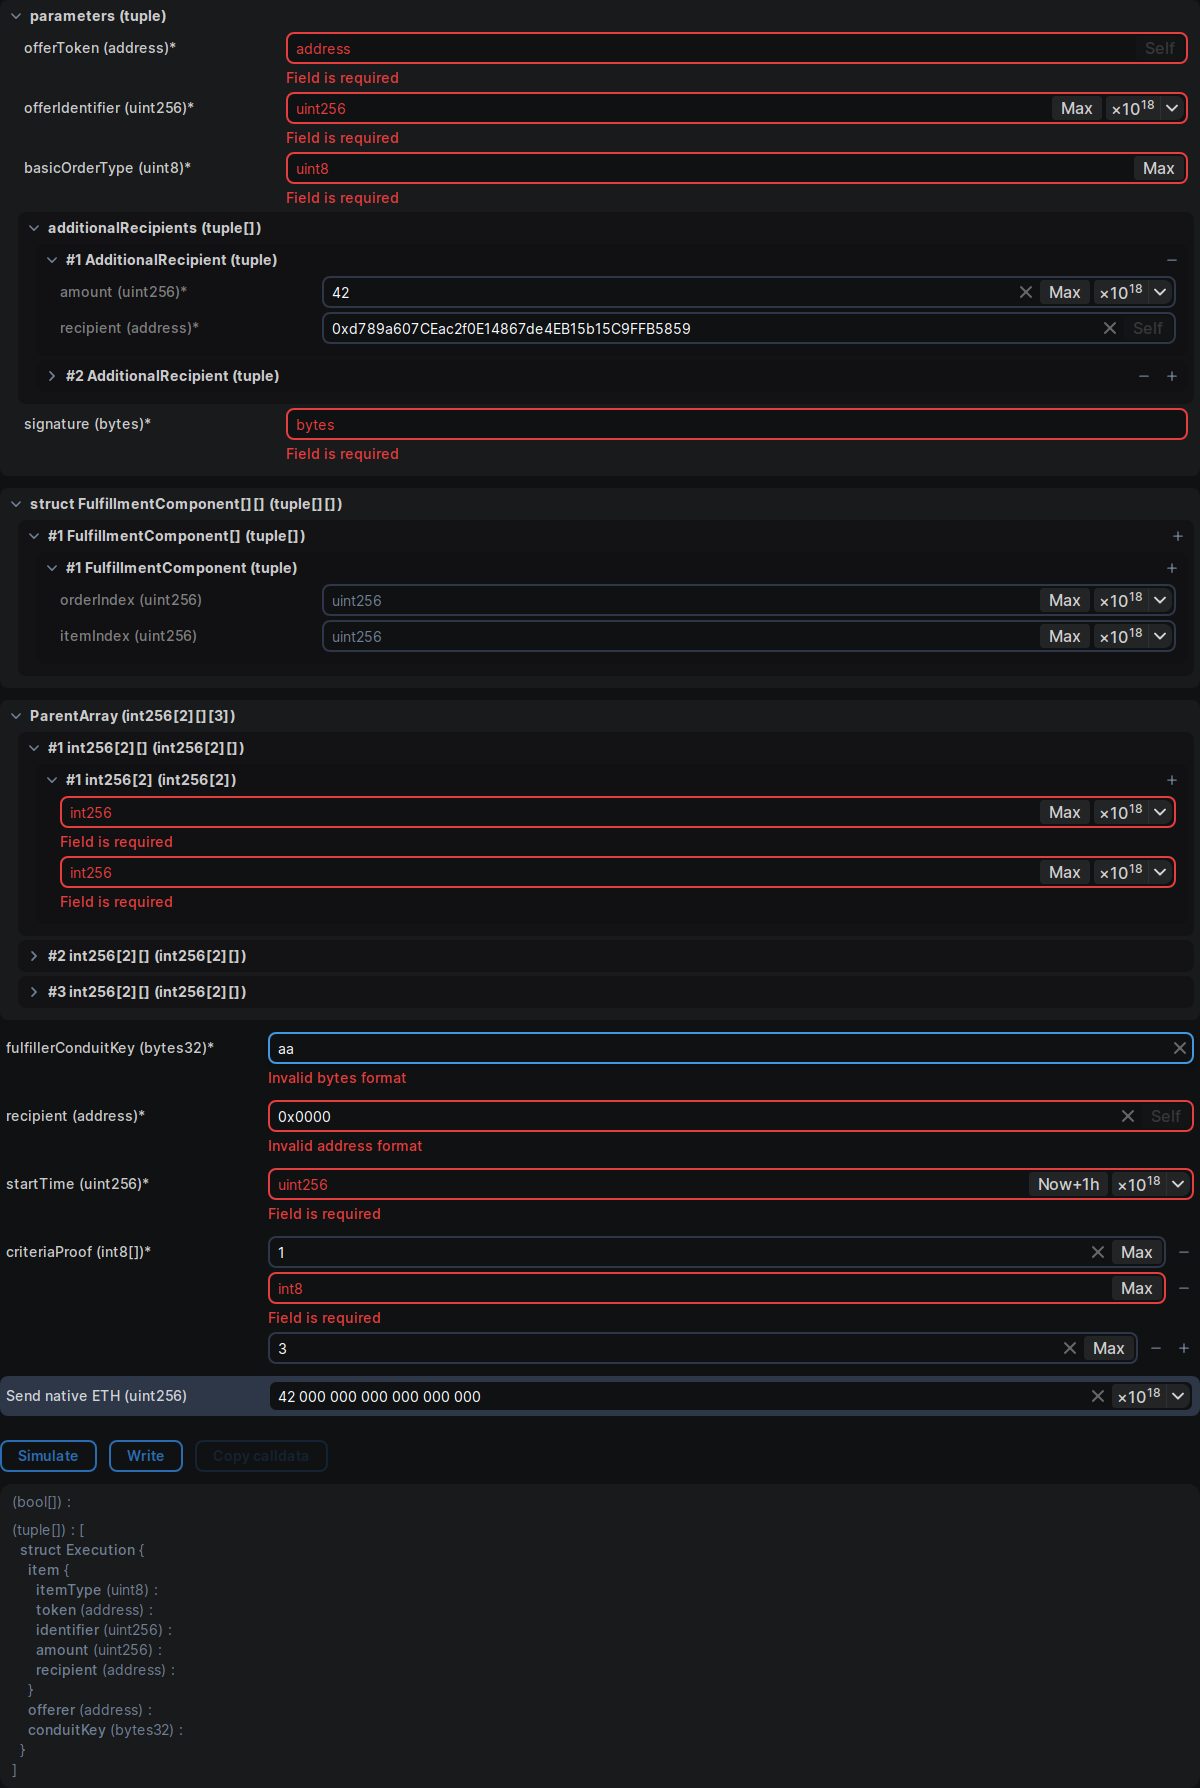 parameters (tuple)
offerToken (address)*
address Self
Field is required
offerIdentifier (uint256)*
uint256 Max ×10^18
Field is required
basicOrderType (uint8)*
uint8 Max
Field is required
additionalRecipients (tuple[])
#1 AdditionalRecipient (tuple) −
amount (uint256)*
42 Max ×10^18
recipient (address)*
0xd789a607CEac2f0E14867de4EB15b15C9FFB5859 Self
#2 AdditionalRecipient (tuple) − +
signature (bytes)*
bytes
Field is required
struct FulfillmentComponent[][] (tuple[][])
#1 FulfillmentComponent[] (tuple[]) +
#1 FulfillmentComponent (tuple) +
orderIndex (uint256)
uint256 Max ×10^18
itemIndex (uint256)
uint256 Max ×10^18
ParentArray (int256[2][][3])
#1 int256[2][] (int256[2][])
#1 int256[2] (int256[2]) +
int256 Max ×10^18
Field is required
int256 Max ×10^18
Field is required
#2 int256[2][] (int256[2][])
#3 int256[2][] (int256[2][])
fulfillerConduitKey (bytes32)*
aa
Invalid bytes format
recipient (address)*
0x0000 Self
Invalid address format
startTime (uint256)*
uint256 Now+1h ×10^18
Field is required
criteriaProof (int8[])*
1 Max −
int8 Max −
Field is required
3 Max − +
Send native ETH (uint256)
42 000 000 000 000 000 000 ×10^18
Simulate Write Copy calldata
(bool[]) :
(tuple[]) : [
struct Execution {
item {
itemType (uint8) :
token (address) :
identifier (uint256) :
amount (uint256) :
recipient (address) :
}
offerer (address) :
conduitKey (bytes32) :
}
]